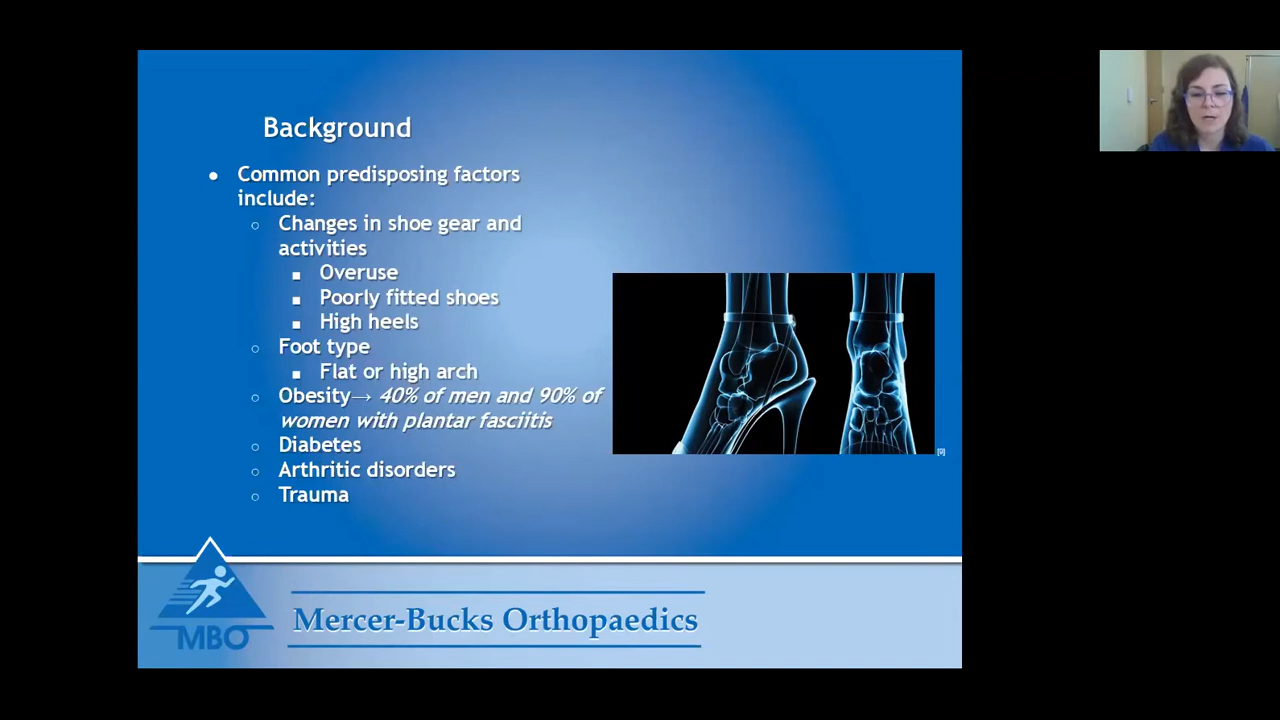 Background
● Common predisposing factors
include:
○ Changes in shoe gear and
activities
■ Overuse
■ Poorly fitted shoes
■ High heels
○ Foot type
■ Flat or high arch
○ Obesity→ 40% of men and 90% of
women with plantar fasciitis
○ Diabetes
○ Arthritic disorders
○ Trauma
MBO
Mercer-Bucks Orthopaedics